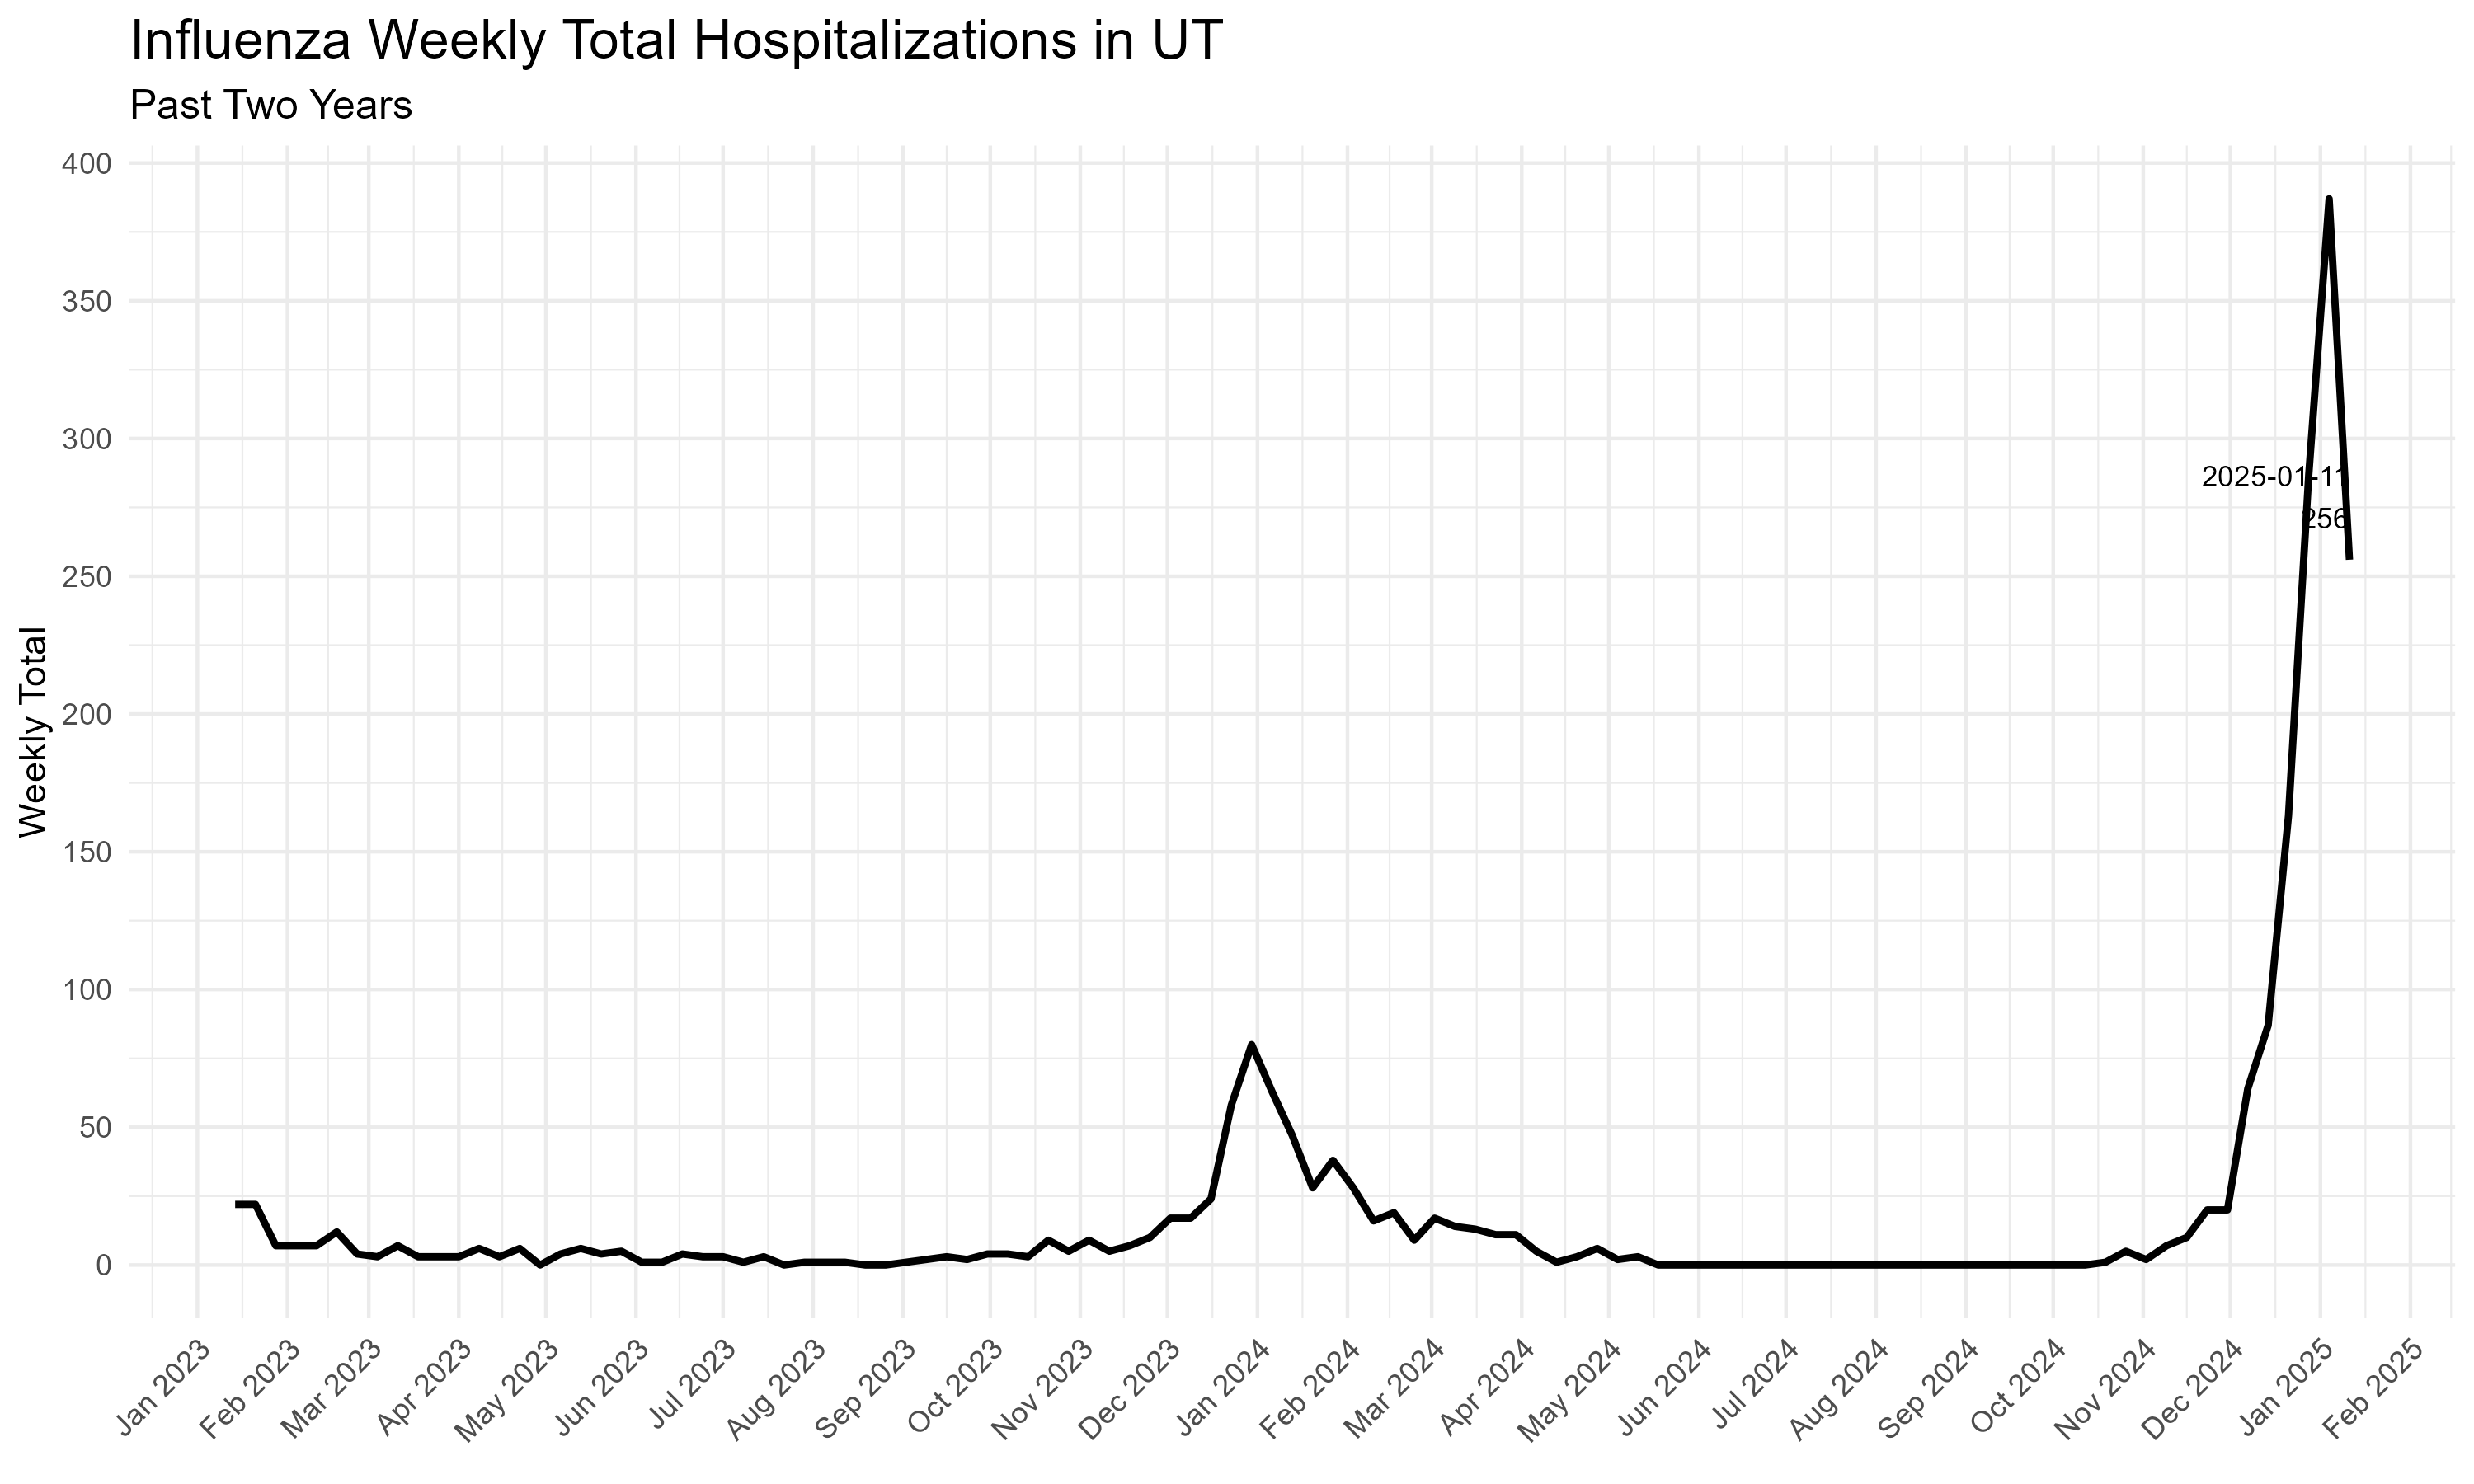 Influenza Weekly Total Hospitalizations in UT
Past Two Years
Weekly Total
400
350
300
250
200
150
100
50
0
2025-01-11
256
Jan 2023
Feb 2023
Mar 2023
Apr 2023
May 2023
Jun 2023
Jul 2023
Aug 2023
Sep 2023
Oct 2023
Nov 2023
Dec 2023
Jan 2024
Feb 2024
Mar 2024
Apr 2024
May 2024
Jun 2024
Jul 2024
Aug 2024
Sep 2024
Oct 2024
Nov 2024
Dec 2024
Jan 2025
Feb 2025